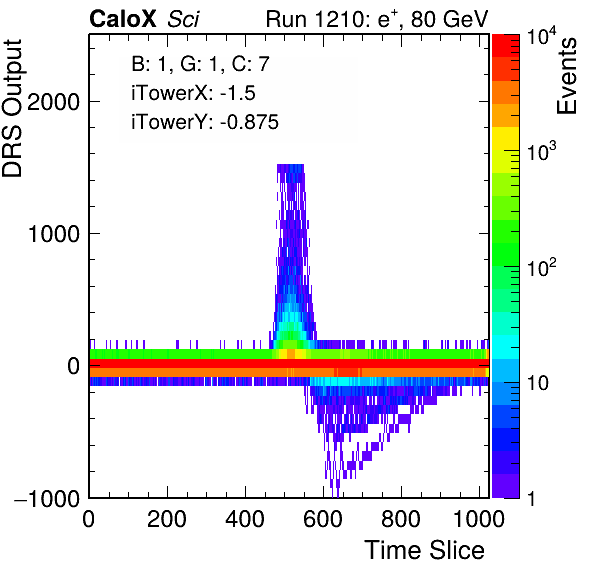 CaloX Sci
Run 1210: e⁺, 80 GeV
B: 1, G: 1, C: 7
iTowerX: -1.5
iTowerY: -0.875
DRS Output
2000
1000
0
−1000
0 200 400 600 800 1000
Time Slice
10⁴
10³
10²
10
1
Events